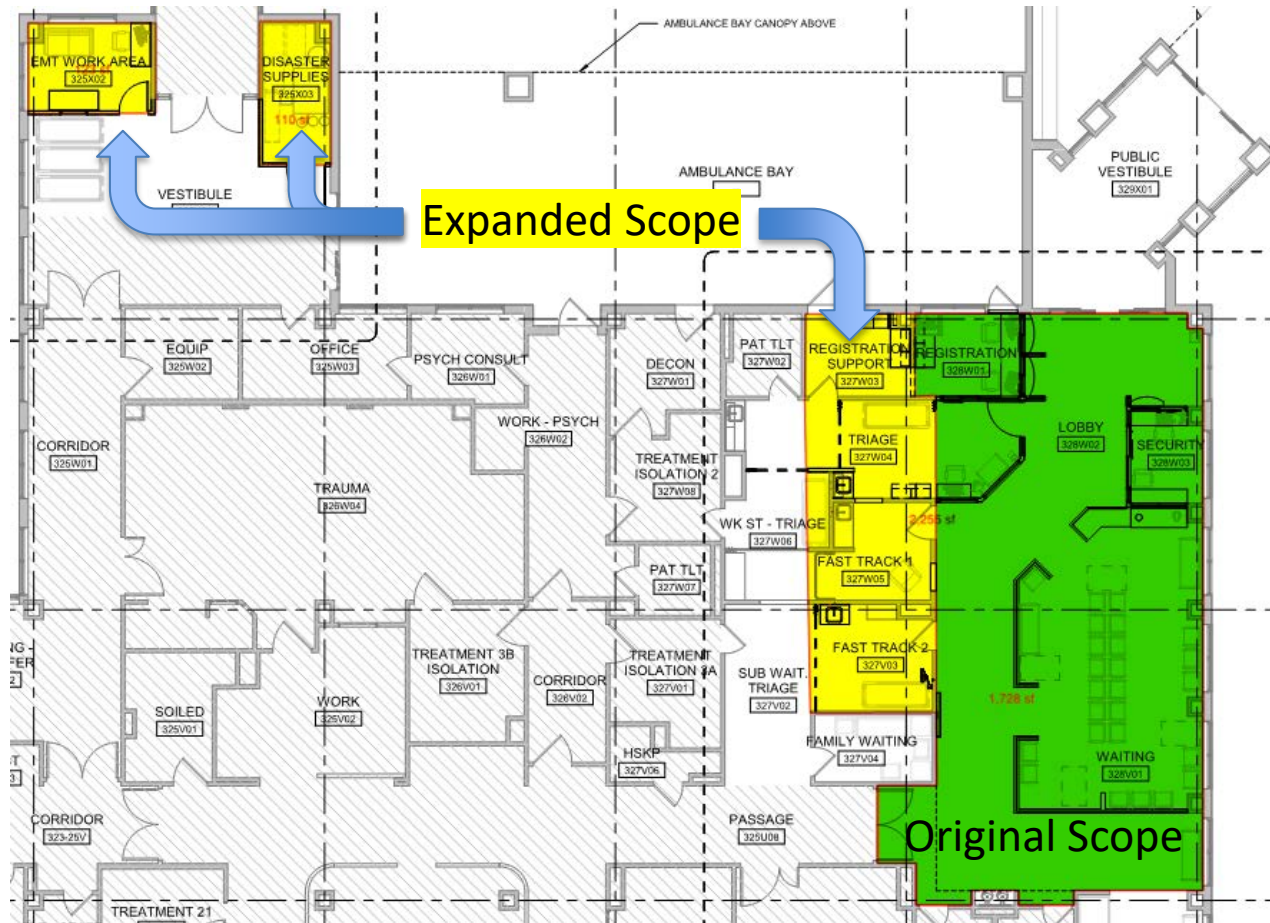 AMBULANCE BAY CANOPY ABOVE
EMT WORK AREA
325X02
DISASTER
SUPPLIES
325X03
110 sf
PUBLIC
VESTIBULE
329X01
AMBULANCE BAY
VESTIBULE
Expanded Scope
EQUIP
325W02
OFFICE
325W03
PSYCH CONSULT
326W01
DECON
327W01
PAT TLT
327W02
REGISTRATION
SUPPORT
327W03
REGISTRATION
328W01
CORRIDOR
325W01
WORK - PSYCH
326W02
TRIAGE
327W04
LOBBY
328W02
SECURITY
328W03
TREATMENT
ISOLATION 2
327W08
TRAUMA
326W04
WK ST - TRIAGE
327W06
2,255 sf
FAST TRACK 1
327W05
PAT TLT
327W07
TREATMENT 3B
ISOLATION
326V01
TREATMENT
ISOLATION 3A
327V01
FAST TRACK 2
327V03
NG -
FER
SUB WAIT.
TRIAGE
327V02
CORRIDOR
326V02
WORK
325V02
SOILED
325V01
1,728 sf
FAMILY WAITING
327V04
HSKP
327V06
WAITING
328V01
CORRIDOR
323-25V
PASSAGE
325U08
Original Scope
TREATMENT 21